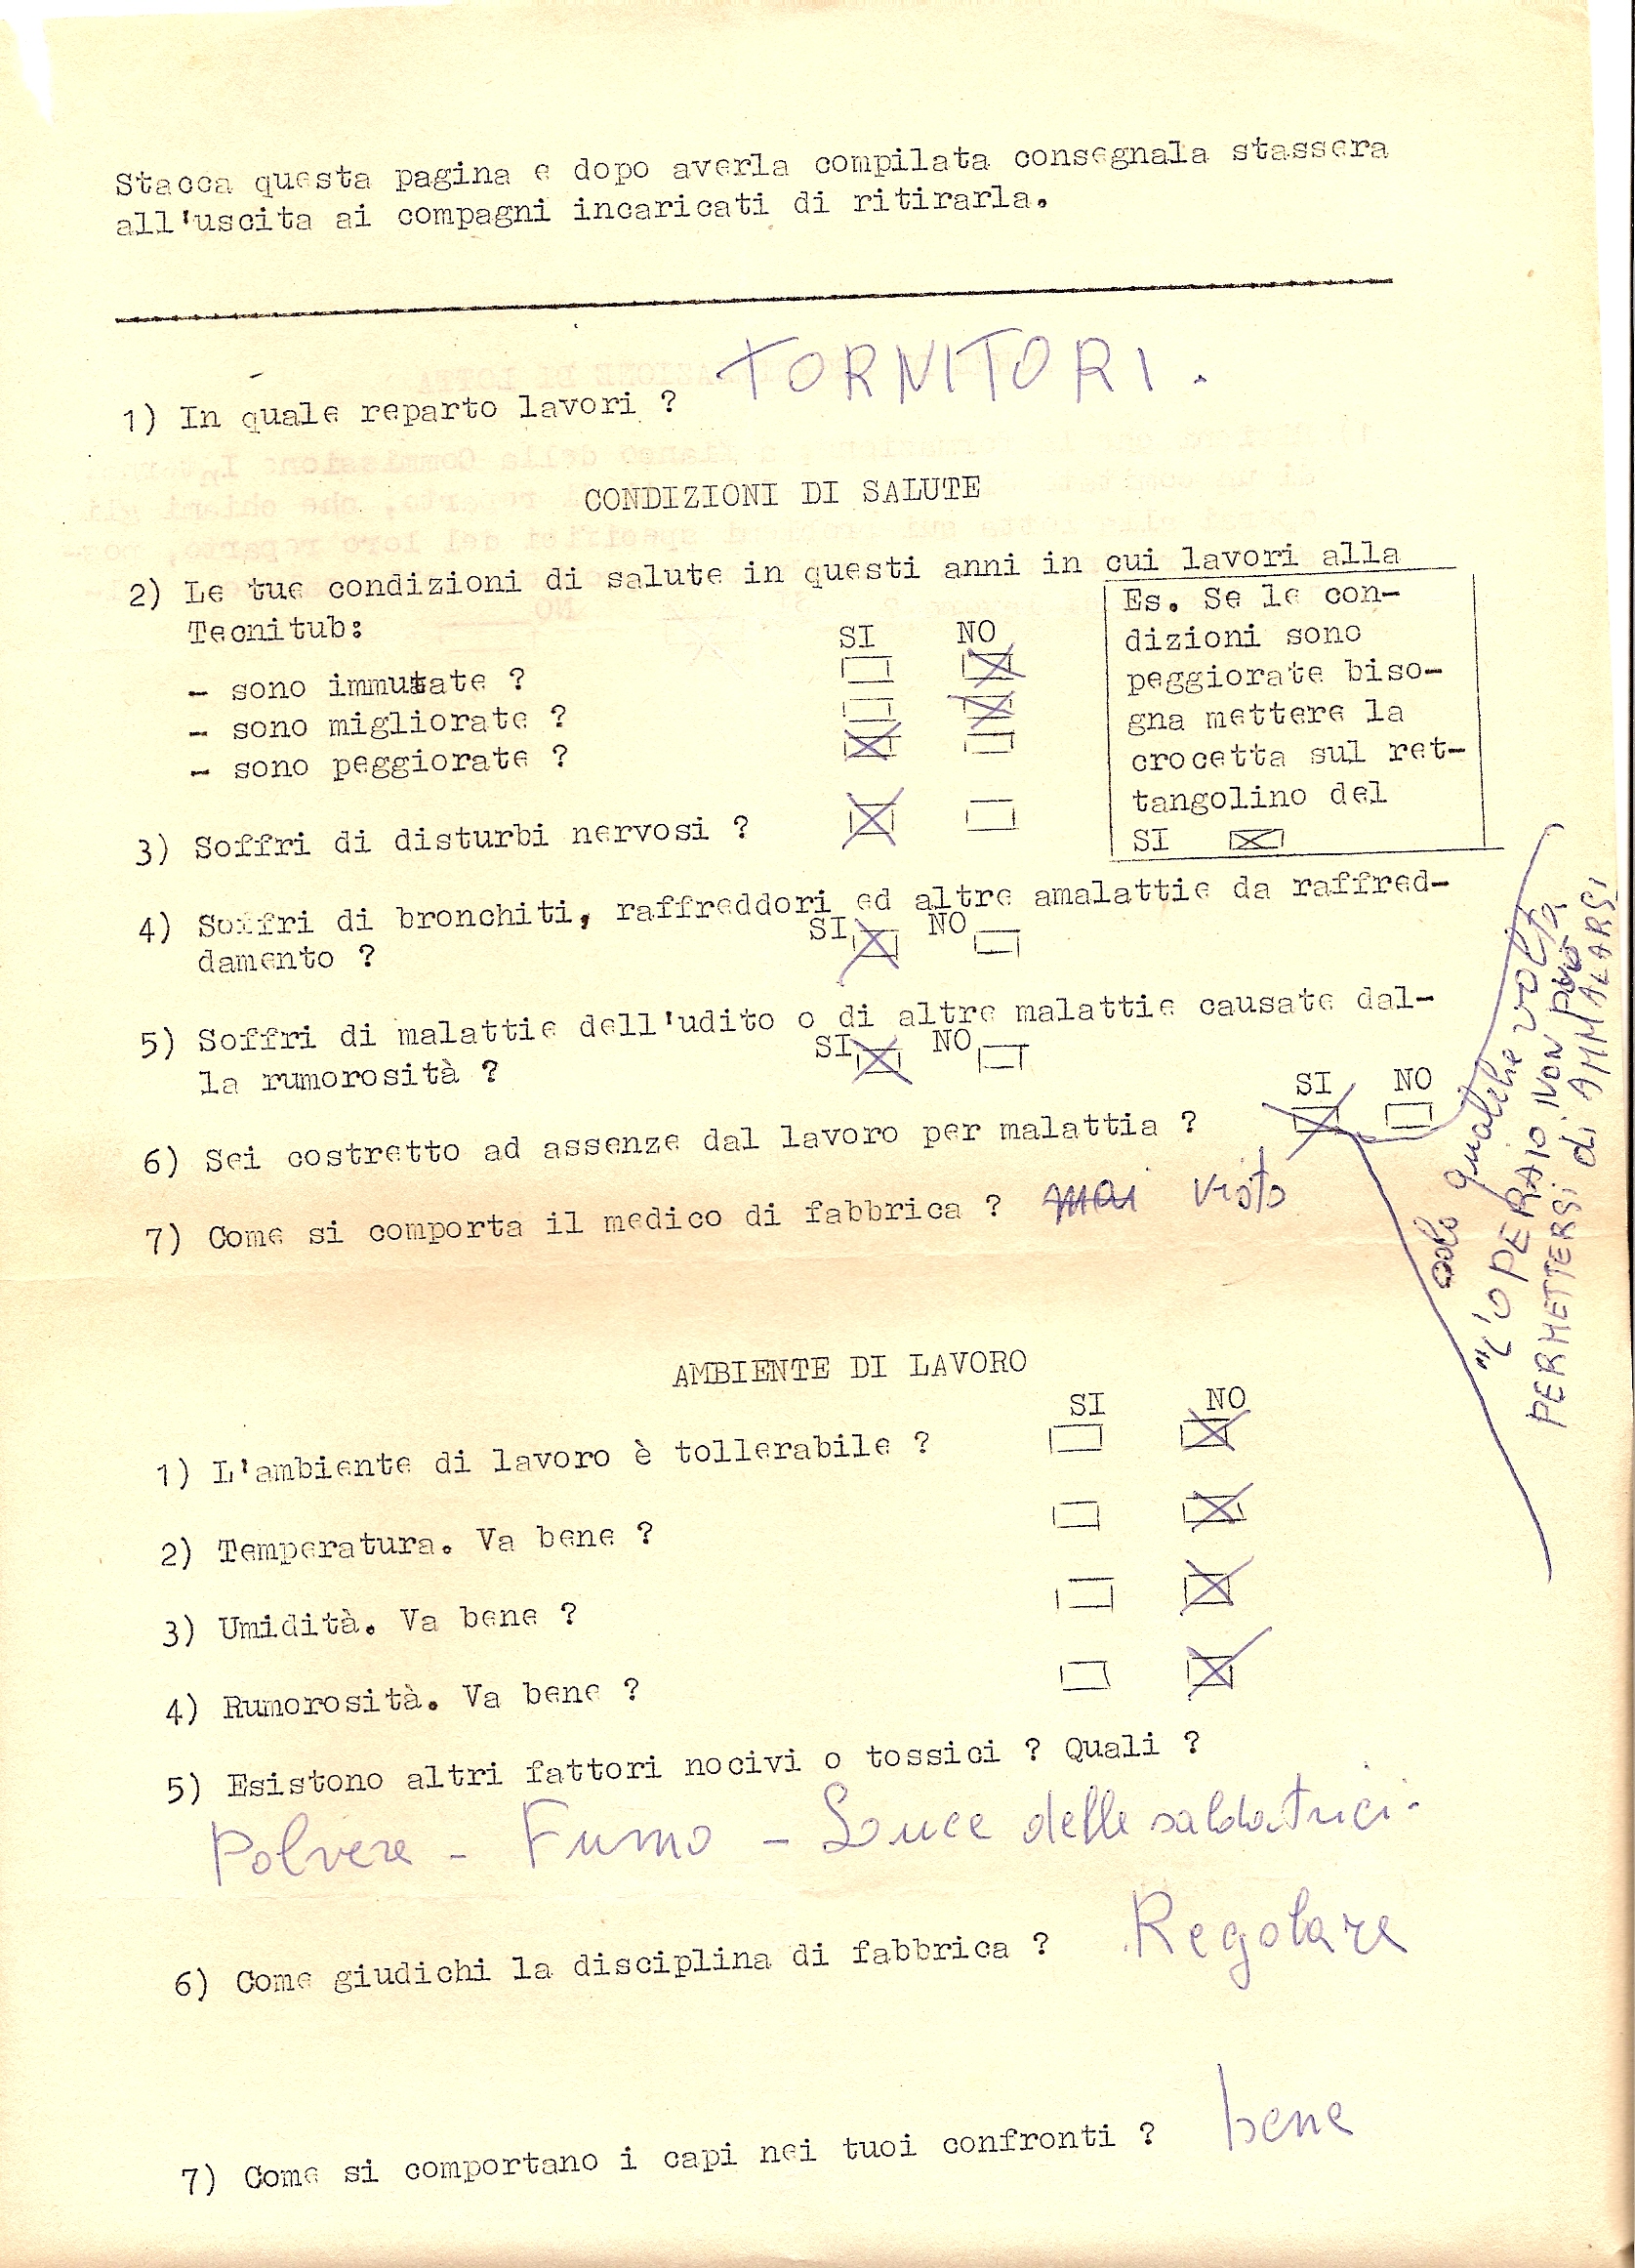 Stacca questa pagina e dopo averla compilata consegnala stassera
all'uscita ai compagni incaricati di ritirarla.
1) In quale reparto lavori ? TORNITORI.
CONDIZIONI DI SALUTE
2) Le tue condizioni di salute in questi anni in cui lavori alla
Tecnitub:
SI NO
- sono immutate ?
- sono migliorate ?
- sono peggiorate ?
Es. Se le con-
dizioni sono
peggiorate biso-
gna mettere la
crocetta sul ret-
tangolino del
SI
3) Soffri di disturbi nervosi ?
4) Soffri di bronchiti, raffreddori ed altre amalattie da raffred-
damento ? SI NO
5) Soffri di malattie dell'udito o di altre malattie causate dal-
la rumorosità ? SI NO
SI NO
6) Sei costretto ad assenze dal lavoro per malattia ?
solo qualche volta
"L'OPERAIO NON può
PERMETTERSI di AMMALARSI
7) Come si comporta il medico di fabbrica ? mai visto
AMBIENTE DI LAVORO
SI NO
1) L'ambiente di lavoro è tollerabile ?
2) Temperatura. Va bene ?
3) Umidità. Va bene ?
4) Rumorosità. Va bene ?
5) Esistono altri fattori nocivi o tossici ? Quali ?
Polvere - Fumo - Luce delle saldatrici -
6) Come giudichi la disciplina di fabbrica ? Regolare
7) Come si comportano i capi nei tuoi confronti ? bene